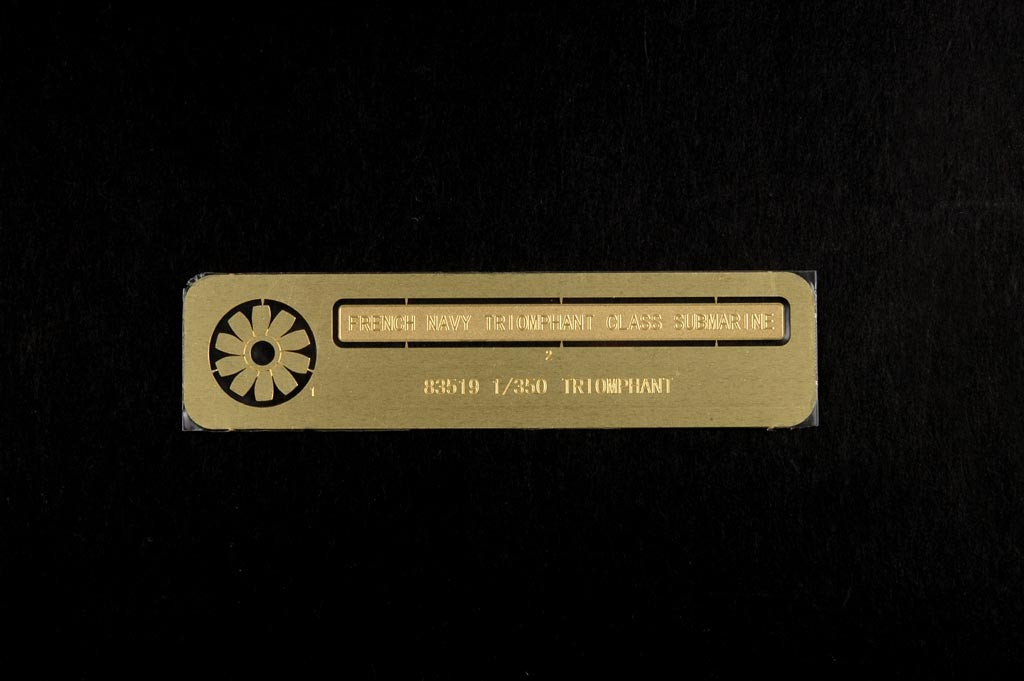 FRENCH NAVY TRIOMPHANT CLASS SUBMARINE
2
1
83519 1/350 TRIOMPHANT